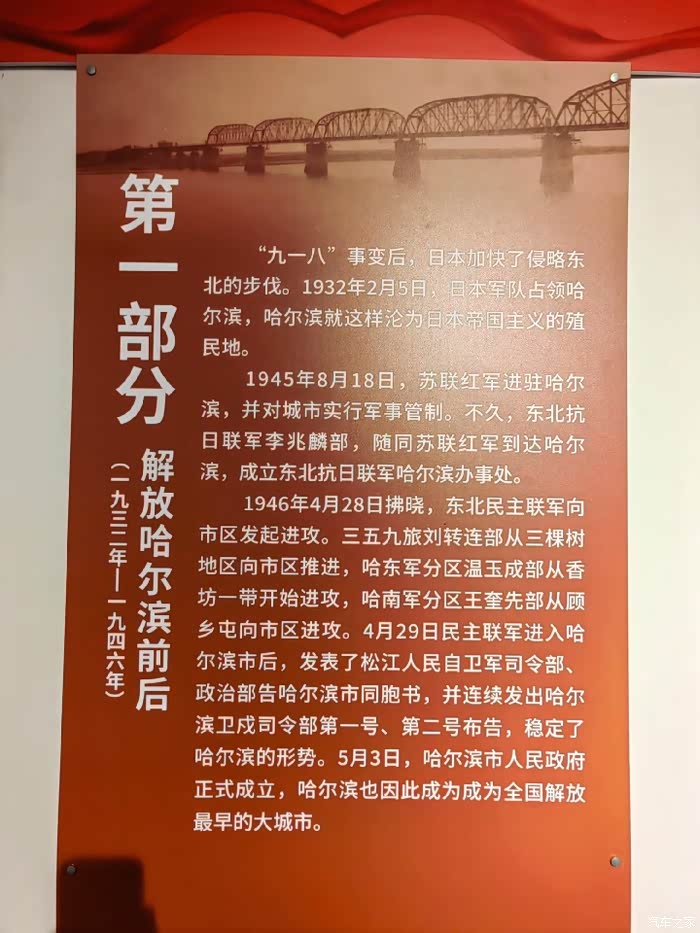 第一部分
解放哈尔滨前后
（一九三二年—一九四六年）
“九一八”事变后，日本加快了侵略东
北的步伐。1932年2月5日，日本军队占领哈
尔滨，哈尔滨就这样沦为日本帝国主义的殖
民地。
1945年8月18日，苏联红军进驻哈尔
滨，并对城市实行军事管制。不久，东北抗
日联军李兆麟部，随同苏联红军到达哈尔
滨，成立东北抗日联军哈尔滨办事处。
1946年4月28日拂晓，东北民主联军向
市区发起进攻。三五九旅刘转连部从三棵树
地区向市区推进，哈东军分区温玉成部从香
坊一带开始进攻，哈南军分区王奎先部从顾
乡屯向市区进攻。4月29日民主联军进入哈
尔滨市后，发表了松江人民自卫军司令部、
政治部告哈尔滨市同胞书，并连续发出哈尔
滨卫戍司令部第一号、第二号布告，稳定了
哈尔滨的形势。5月3日，哈尔滨市人民政府
正式成立，哈尔滨也因此成为成为全国解放
最早的大城市。
汽车之家